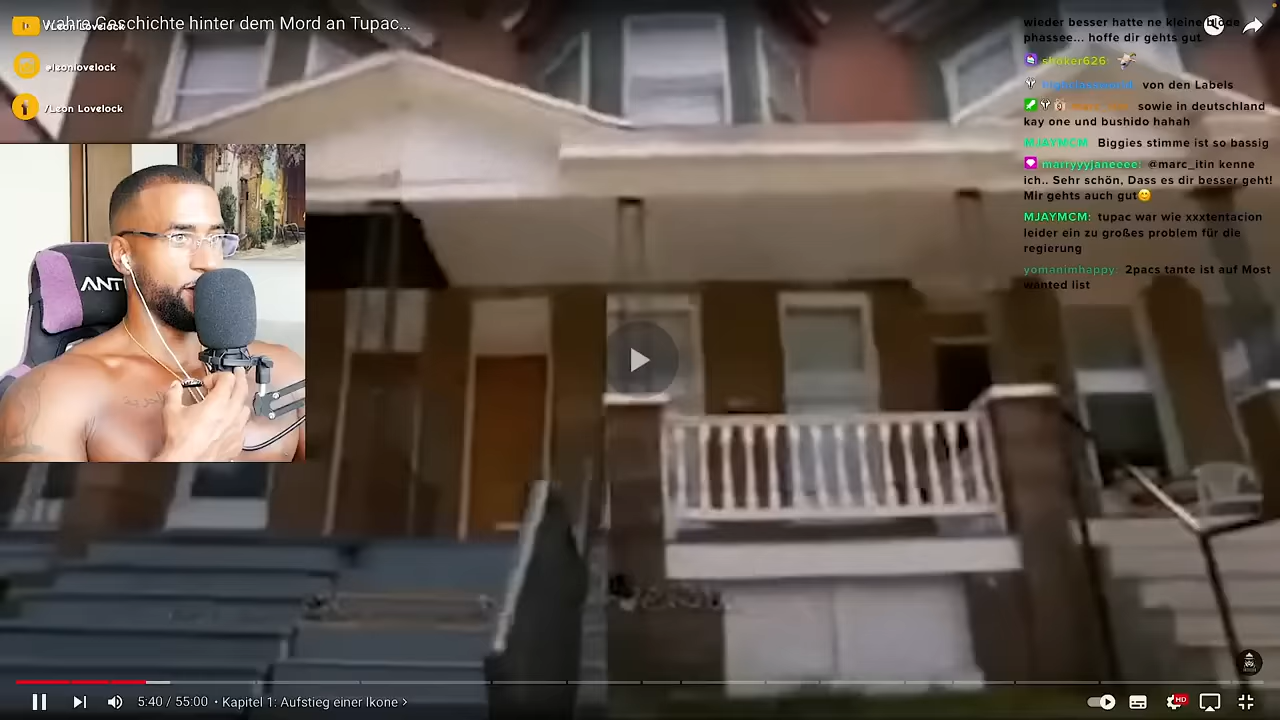 wahre Geschichte hinter dem Mord an Tupac...
/Leon Lovelock
@leonlovelock
/Leon Lovelock
ANT
wieder besser hatte ne kleine blöde
phassee... hoffe dir gehts gut
shoker626:
von den Labels
sowie in deutschland
kay one und bushido hahah
MJAYMCM Biggies stimme ist so bassig
marryyyjaneeee: @marc_itin kenne
ich.. Sehr schön, Dass es dir besser geht!
Mir gehts auch gut😊
MJAYMCM: tupac war wie xxxtentacion
leider ein zu großes problem für die
regierung
yomanimhappy: 2pacs tante ist auf Most
wanted list
5:40 / 55:00 • Kapitel 1: Aufstieg einer Ikone
HD